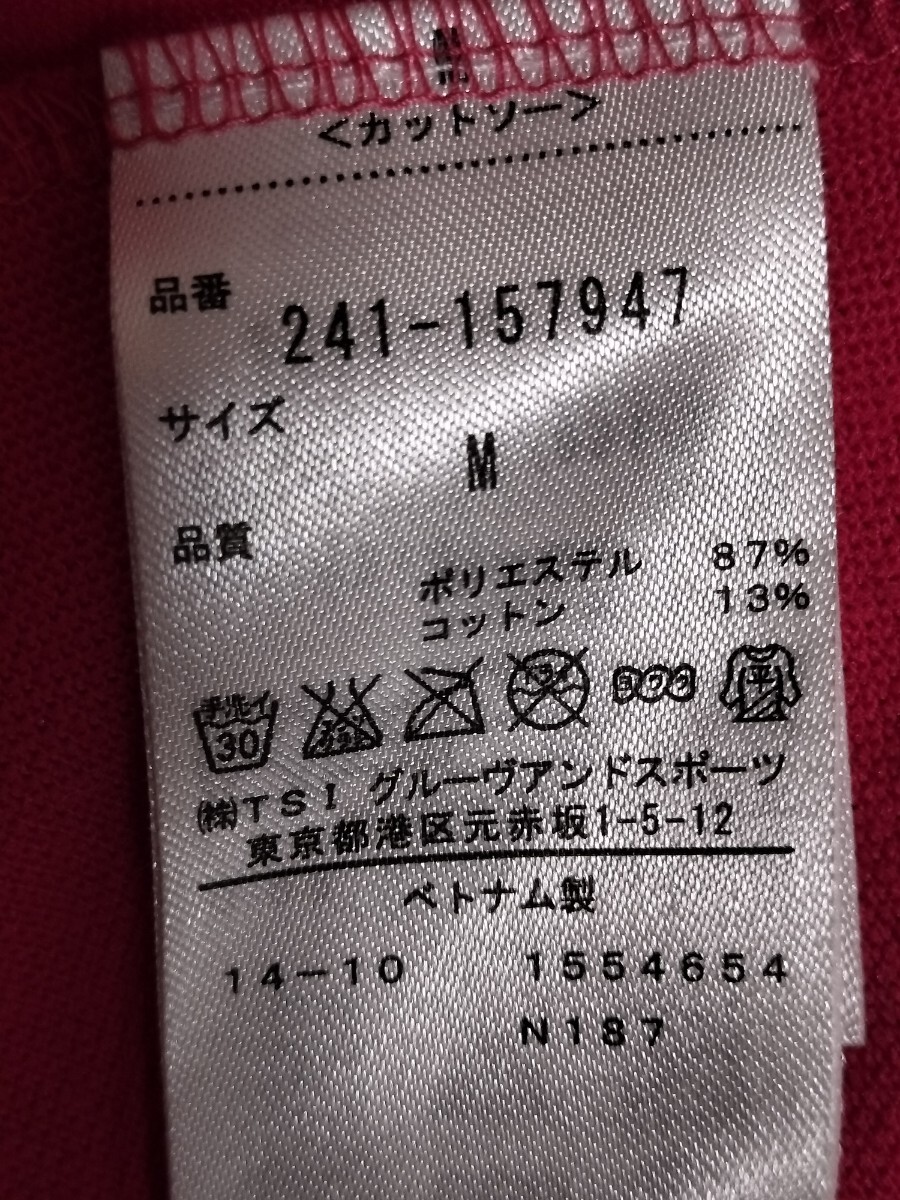 <カットソー>
品番
241-157947
サイズ
M
品質
ポリエステル 87%
コットン 13%
手洗イ
30
㈱TSI グルーヴアンドスポーツ
東京都港区元赤坂1-5-12
ベトナム製
14-10 1554654
N187